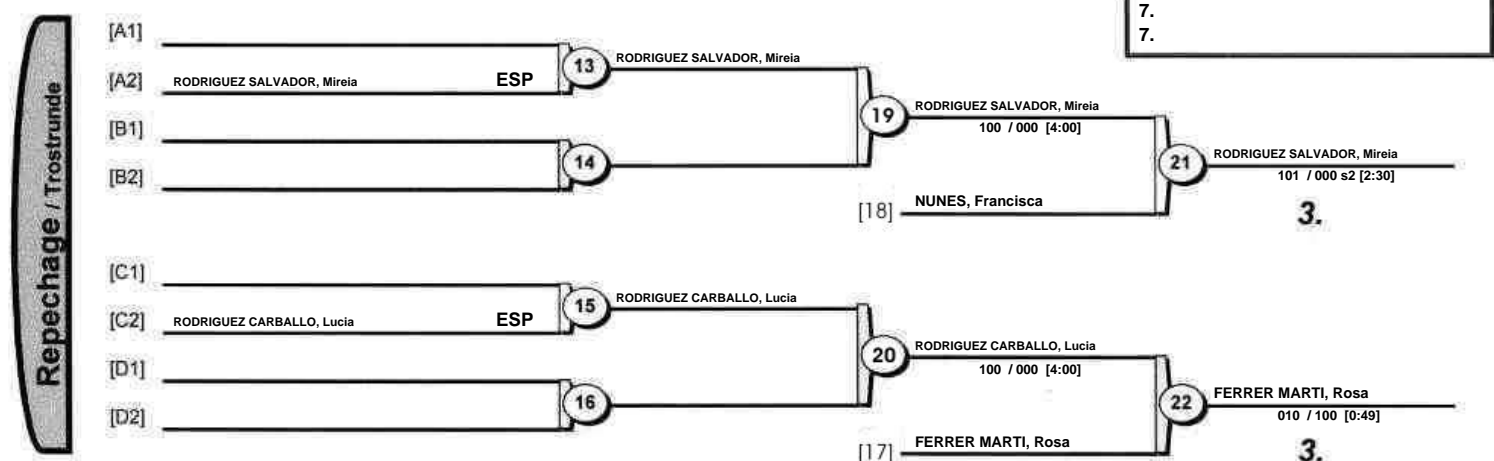 7.
7.
Repechage / Trostrunde
[A1]
[A2] RODRIGUEZ SALVADOR, Mireia ESP
13 RODRIGUEZ SALVADOR, Mireia
[B1]
[B2]
14
19 RODRIGUEZ SALVADOR, Mireia
100 / 000 [4:00]
[18] NUNES, Francisca
21 RODRIGUEZ SALVADOR, Mireia
101 / 000 s2 [2:30]
3.
[C1]
[C2] RODRIGUEZ CARBALLO, Lucia ESP
15 RODRIGUEZ CARBALLO, Lucia
[D1]
[D2]
16
20 RODRIGUEZ CARBALLO, Lucia
100 / 000 [4:00]
[17] FERRER MARTI, Rosa
22 FERRER MARTI, Rosa
010 / 100 [0:49]
3.